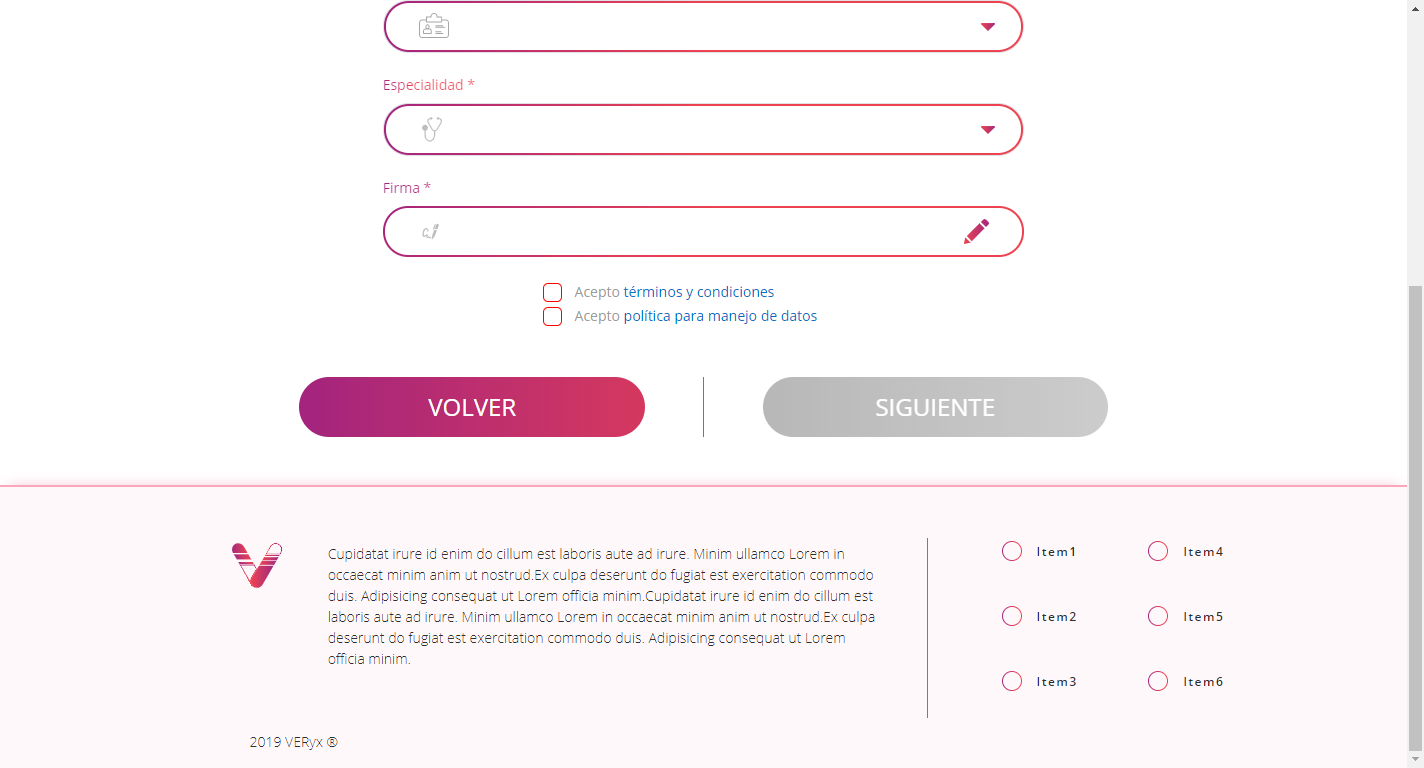 Especialidad *
Firma *
Acepto términos y condiciones
Acepto política para manejo de datos
VOLVER
SIGUIENTE
Cupidatat irure id enim do cillum est laboris aute ad irure. Minim ullamco Lorem in
occaecat minim anim ut nostrud.Ex culpa deserunt do fugiat est exercitation commodo
duis. Adipisicing consequat ut Lorem officia minim.Cupidatat irure id enim do cillum est
laboris aute ad irure. Minim ullamco Lorem in occaecat minim anim ut nostrud.Ex culpa
deserunt do fugiat est exercitation commodo duis. Adipisicing consequat ut Lorem
officia minim.
Item1
Item4
Item2
Item5
Item3
Item6
2019 VERyx ®